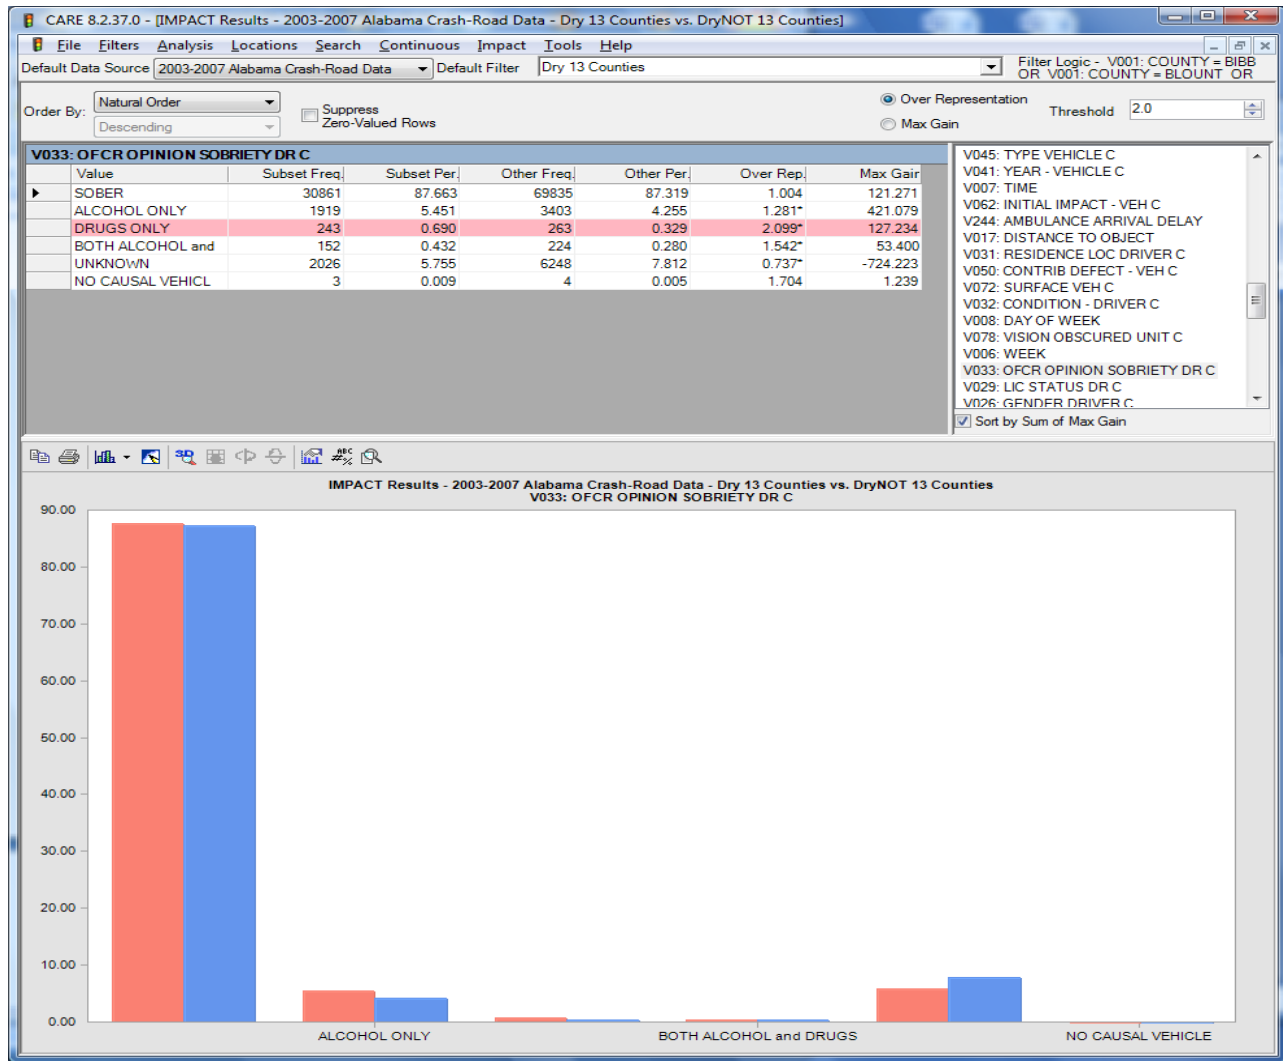 CARE 8.2.37.0 - [IMPACT Results - 2003-2007 Alabama Crash-Road Data - Dry 13 Counties vs. DryNOT 13 Counties]
File Filters Analysis Locations Search Continuous Impact Tools Help
Default Data Source 2003-2007 Alabama Crash-Road Data Default Filter Dry 13 Counties Filter Logic - V001: COUNTY = BIBB
OR V001: COUNTY = BLOUNT OR
Order By: Natural Order
Descending
Suppress
Zero-Valued Rows
Over Representation
Max Gain
Threshold 2.0
V033: OFCR OPINION SOBRIETY DR C
Value Subset Freq. Subset Per. Other Freq. Other Per. Over Rep. Max Gain
SOBER 30861 87.663 69835 87.319 1.004 121.271
ALCOHOL ONLY 1919 5.451 3403 4.255 1.281* 421.079
DRUGS ONLY 243 0.690 263 0.329 2.099* 127.234
BOTH ALCOHOL and 152 0.432 224 0.280 1.542* 53.400
UNKNOWN 2026 5.755 6248 7.812 0.737* -724.223
NO CAUSAL VEHICL 3 0.009 4 0.005 1.704 1.239
V045: TYPE VEHICLE C
V041: YEAR - VEHICLE C
V007: TIME
V062: INITIAL IMPACT - VEH C
V244: AMBULANCE ARRIVAL DELAY
V017: DISTANCE TO OBJECT
V031: RESIDENCE LOC DRIVER C
V050: CONTRIB DEFECT - VEH C
V072: SURFACE VEH C
V032: CONDITION - DRIVER C
V008: DAY OF WEEK
V078: VISION OBSCURED UNIT C
V006: WEEK
V033: OFCR OPINION SOBRIETY DR C
V029: LIC STATUS DR C
V026: GENDER DRIVER C
Sort by Sum of Max Gain
3D
ABC
#%
IMPACT Results - 2003-2007 Alabama Crash-Road Data - Dry 13 Counties vs. DryNOT 13 Counties
V033: OFCR OPINION SOBRIETY DR C
90.00
80.00
70.00
60.00
50.00
40.00
30.00
20.00
10.00
0.00
ALCOHOL ONLY BOTH ALCOHOL and DRUGS NO CAUSAL VEHICLE